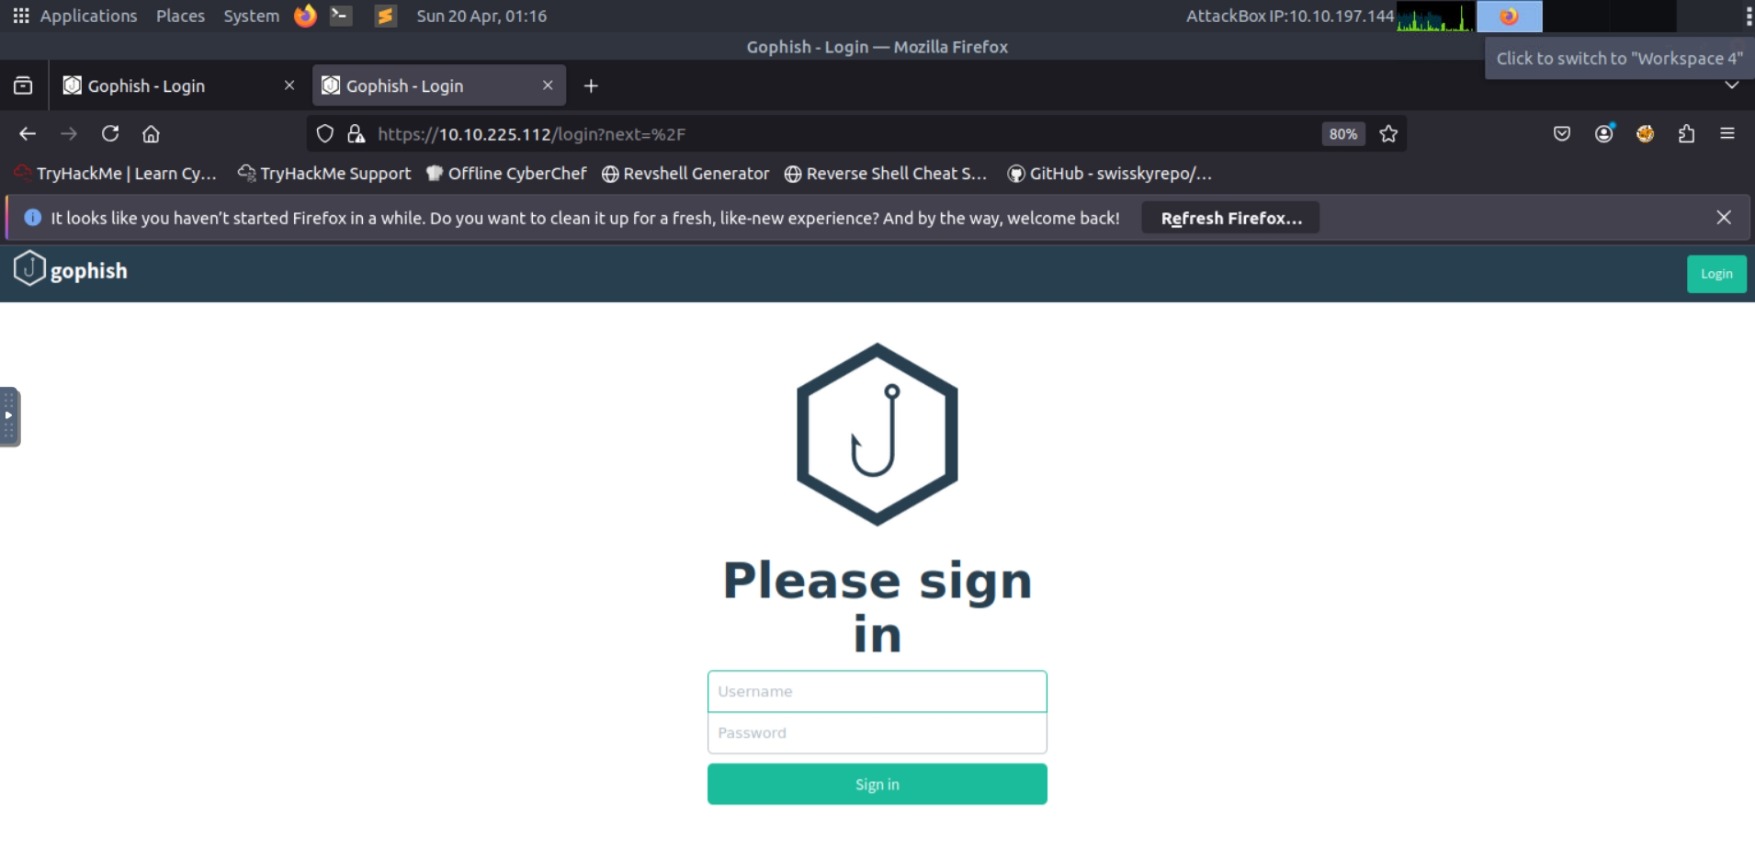 Applications Places System Sun 20 Apr, 01:16 AttackBox IP:10.10.197.144
Gophish - Login — Mozilla Firefox
Click to switch to "Workspace 4"
Gophish - Login Gophish - Login
https://10.10.225.112/login?next=%2F 80%
TryHackMe | Learn Cy... TryHackMe Support Offline CyberChef Revshell Generator Reverse Shell Cheat S... GitHub - swisskyrepo/...
It looks like you haven't started Firefox in a while. Do you want to clean it up for a fresh, like-new experience? And by the way, welcome back! Refresh Firefox...
gophish Login
Please sign
in
Username
Password
Sign in